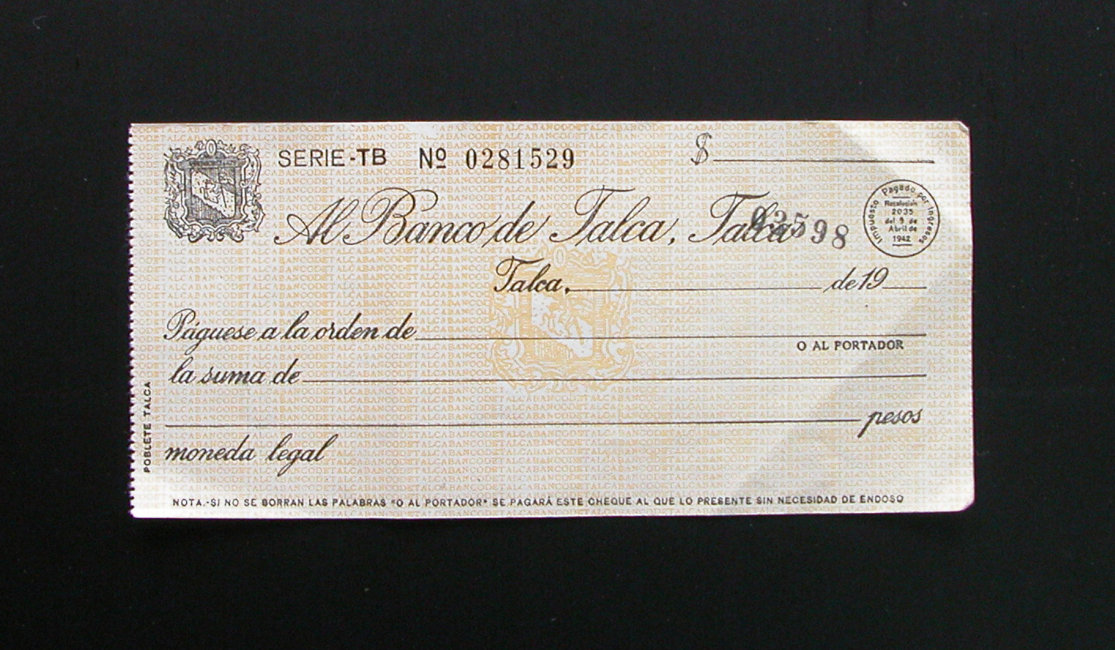 SERIE-TB Nº 0281529 $
Al Banco de Talca, Talca
Impuesto Pagado por Ingresos
Resolución
2035
del 5 de
Abril de
1942
Talca, de 19
Páguese a la orden de
O AL PORTADOR
la suma de
pesos
moneda legal
POBLETE TALCA
NOTA.-SI NO SE BORRAN LAS PALABRAS "O AL PORTADOR" SE PAGARÁ ESTE CHEQUE AL QUE LO PRESENTE SIN NECESIDAD DE ENDOSO